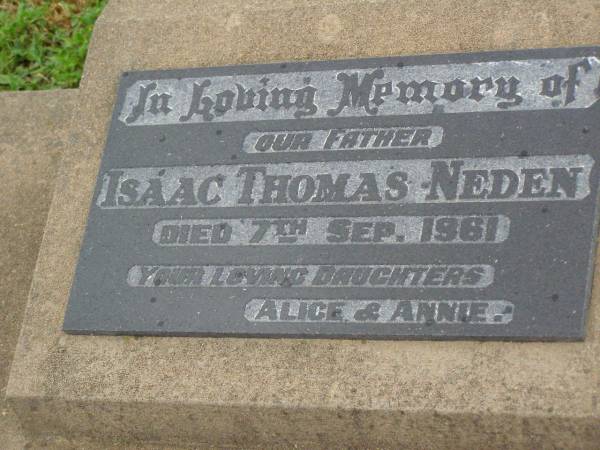 In Loving Memory of
OUR FATHER
ISAAC THOMAS NEDEN
DIED 7TH SEP. 1961
YOUR LOVING DAUGHTERS
ALICE & ANNIE.